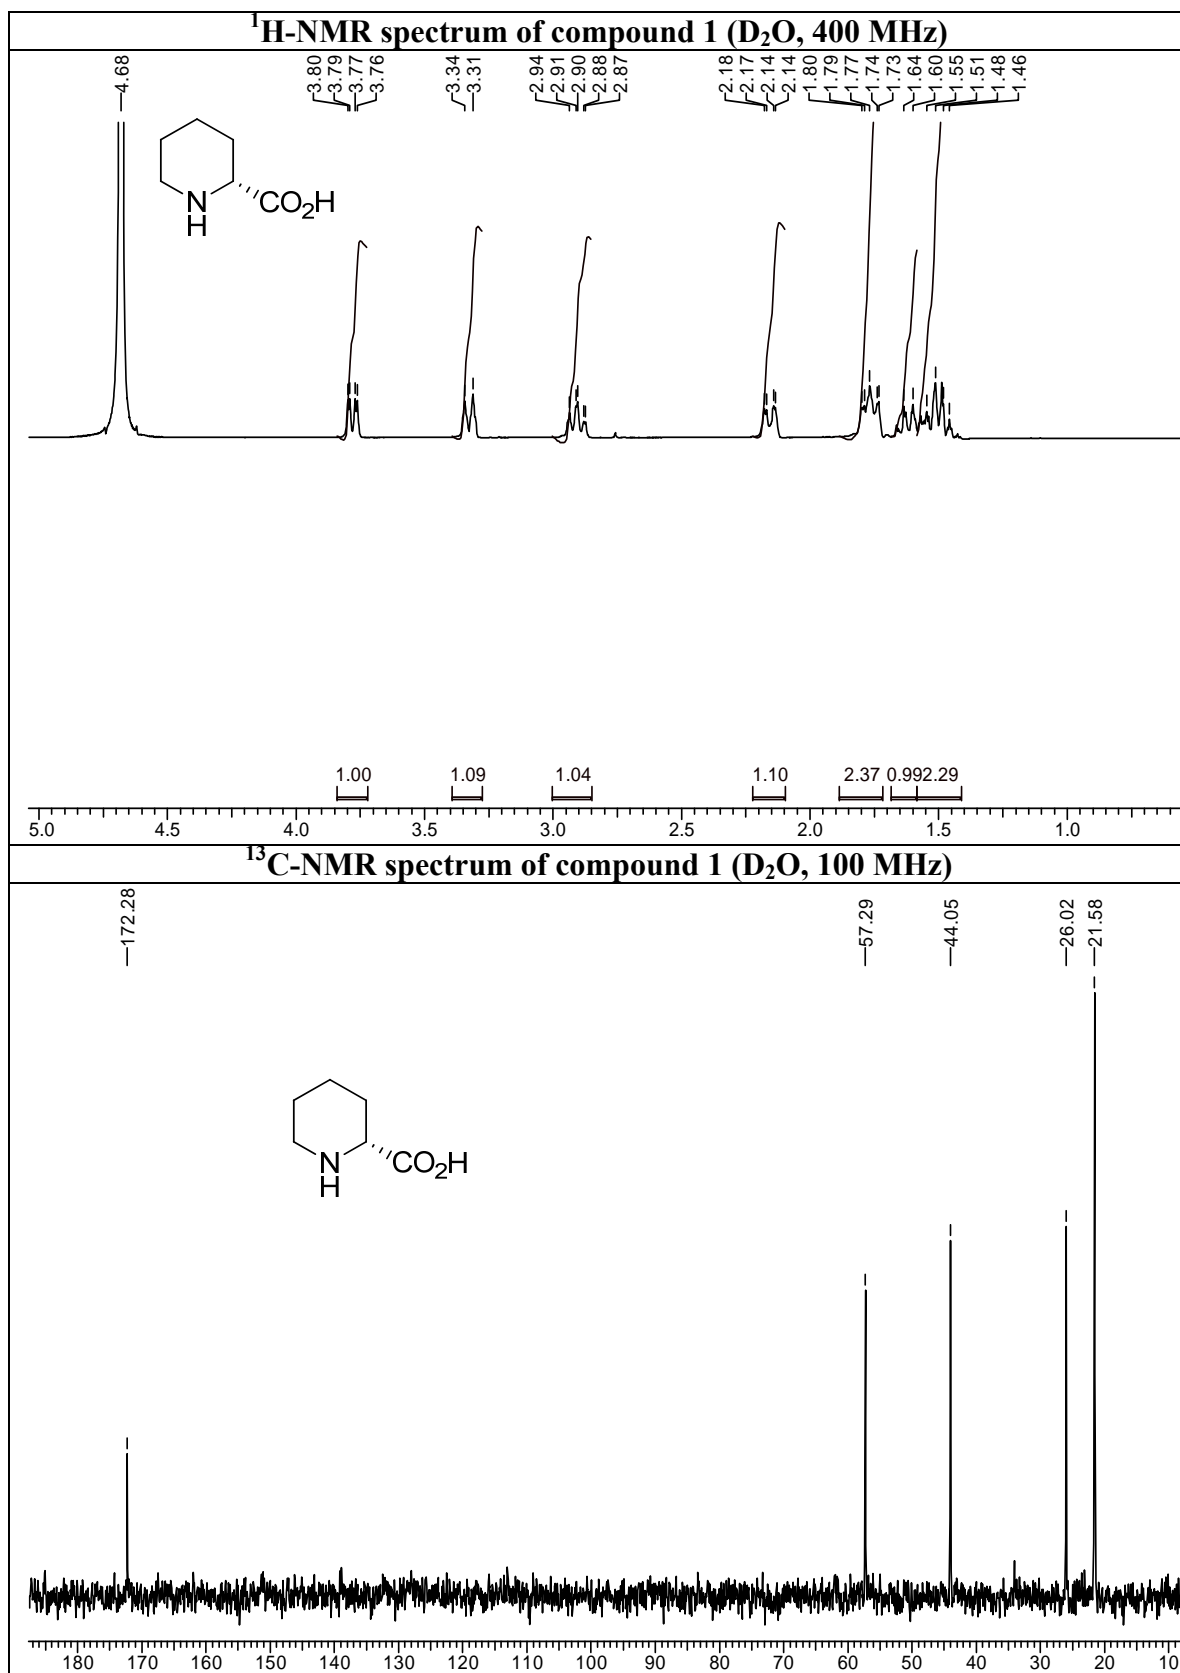 ¹H-NMR spectrum of compound 1 (D₂O, 400 MHz)
4.68
3.80
3.79
3.77
3.76
3.34
3.31
2.94
2.91
2.90
2.88
2.87
2.18
2.17
2.14
2.14
1.80
1.79
1.77
1.74
1.73
1.64
1.60
1.55
1.51
1.48
1.46
N
H
CO₂H
1.00 1.09 1.04 1.10 2.37 0.99 2.29
5.0 4.5 4.0 3.5 3.0 2.5 2.0 1.5 1.0
¹³C-NMR spectrum of compound 1 (D₂O, 100 MHz)
172.28
57.29
44.05
26.02
21.58
N
H
CO₂H
180 170 160 150 140 130 120 110 100 90 80 70 60 50 40 30 20 10